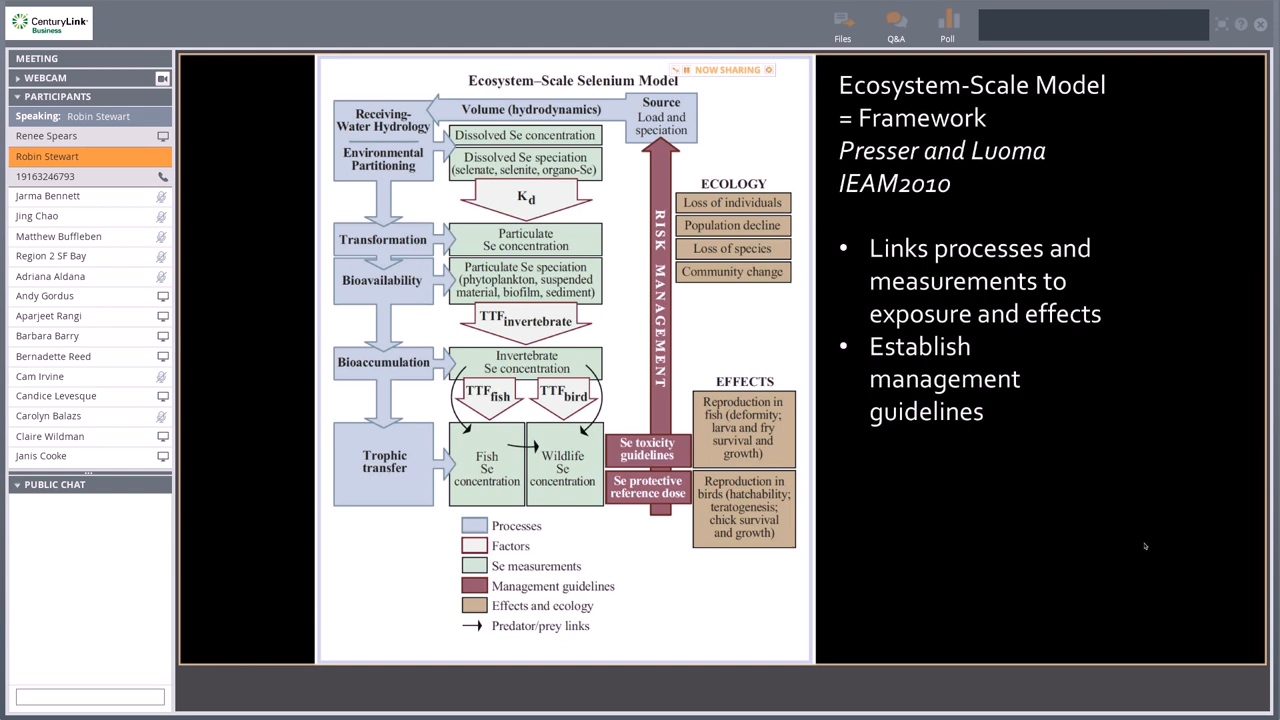 CenturyLink
Business
Files
Q&A
Poll
MEETING
WEBCAM
PARTICIPANTS
Speaking: Robin Stewart
Renee Spears
Robin Stewart
19163246793
Jarma Bennett
Jing Chao
Matthew Buffleben
Region 2 SF Bay
Adriana Aldana
Andy Gordus
Aparjeet Rangi
Barbara Barry
Bernadette Reed
Cam Irvine
Candice Levesque
Carolyn Balazs
Claire Wildman
Janis Cooke
PUBLIC CHAT
NOW SHARING
Ecosystem–Scale Selenium Model
Receiving-
Water Hydrology
Environmental
Partitioning
Volume (hydrodynamics)
Source
Load and
speciation
Dissolved Se concentration
Dissolved Se speciation
(selenate, selenite, organo-Se)
Kd
Transformation
Particulate
Se concentration
Bioavailability
Particulate Se speciation
(phytoplankton, suspended
material, biofilm, sediment)
TTFinvertebrate
Bioaccumulation
Invertebrate
Se concentration
TTFfish
TTFbird
Trophic
transfer
Fish
Se
concentration
Wildlife
Se
concentration
RISK MANAGEMENT
Se toxicity
guidelines
Se protective
reference dose
ECOLOGY
Loss of individuals
Population decline
Loss of species
Community change
EFFECTS
Reproduction in
fish (deformity;
larva and fry
survival and
growth)
Reproduction in
birds (hatchability;
teratogenesis;
chick survival
and growth)
Processes
Factors
Se measurements
Management guidelines
Effects and ecology
Predator/prey links
Ecosystem-Scale Model
= Framework
Presser and Luoma
IEAM2010
• Links processes and
measurements to
exposure and effects
• Establish
management
guidelines